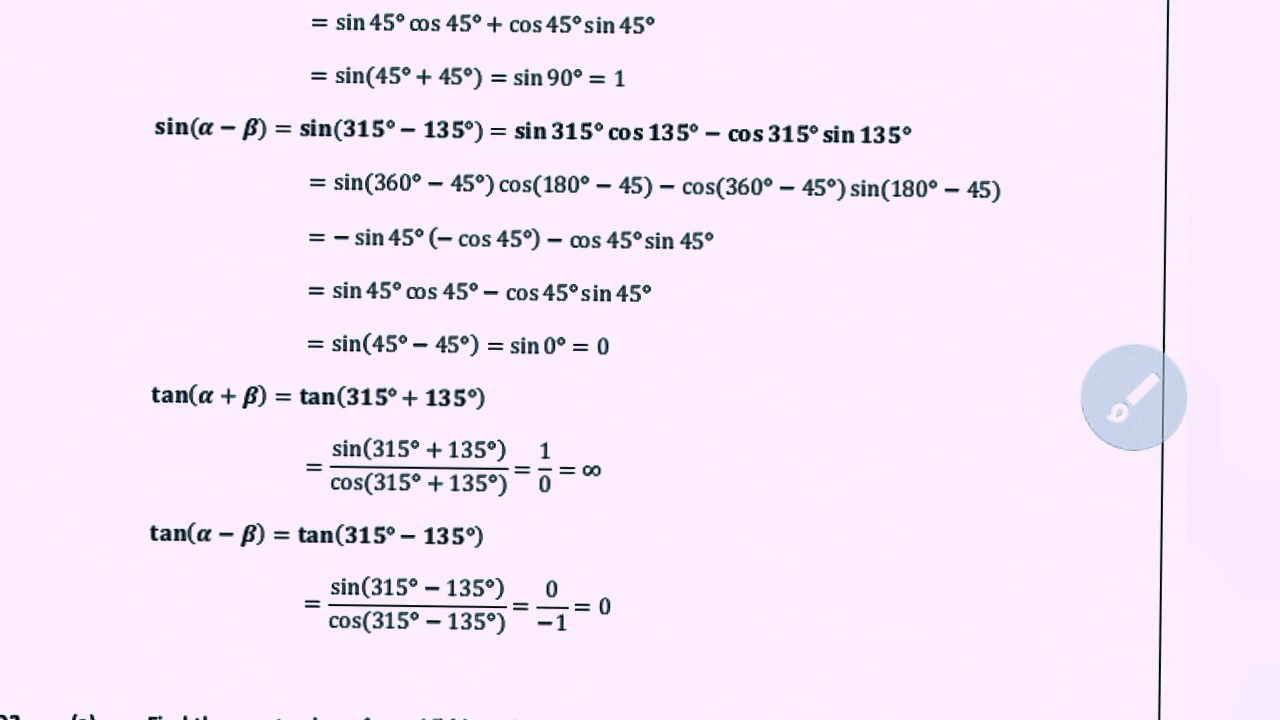 = sin 45° cos 45° + cos 45° sin 45°
= sin(45° + 45°) = sin 90° = 1
sin(α − β) = sin(315° − 135°) = sin 315° cos 135° − cos 315° sin 135°
= sin(360° − 45°) cos(180° − 45) − cos(360° − 45°) sin(180° − 45)
= − sin 45° (− cos 45°) − cos 45° sin 45°
= sin 45° cos 45° − cos 45° sin 45°
= sin(45° − 45°) = sin 0° = 0
tan(α + β) = tan(315° + 135°)
= sin(315° + 135°)/cos(315° + 135°) = 1/0 = ∞
tan(α − β) = tan(315° − 135°)
= sin(315° − 135°)/cos(315° − 135°) = 0/−1 = 0